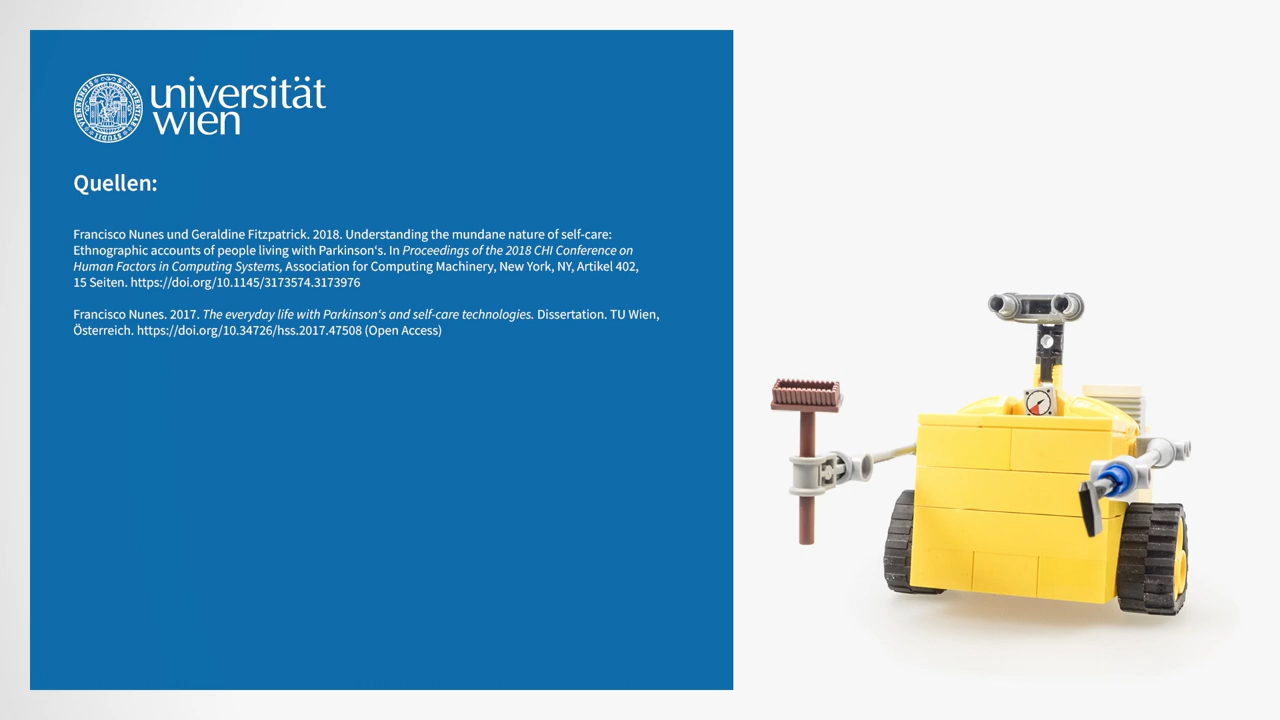 universität
wien
Quellen:
Francisco Nunes und Geraldine Fitzpatrick. 2018. Understanding the mundane nature of self-care:
Ethnographic accounts of people living with Parkinson‘s. In Proceedings of the 2018 CHI Conference on
Human Factors in Computing Systems, Association for Computing Machinery, New York, NY, Artikel 402,
15 Seiten. https://doi.org/10.1145/3173574.3173976
Francisco Nunes. 2017. The everyday life with Parkinson‘s and self-care technologies. Dissertation. TU Wien,
Österreich. https://doi.org/10.34726/hss.2017.47508 (Open Access)